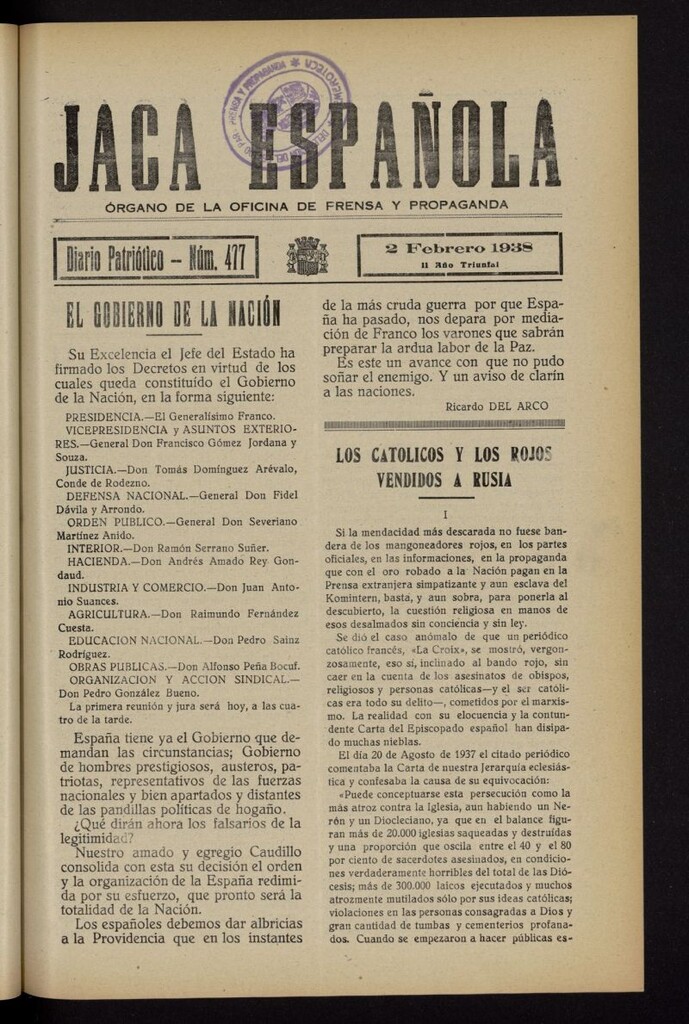 JACA ESPAÑOLA
ÓRGANO DE LA OFICINA DE FRENSA Y PROPAGANDA
Diario Patriótico — Núm. 477
2 Febrero 1938
II Año Triunfal
EL GOBIERNO DE LA NACIÓN
Su Excelencia el Jefe del Estado ha
firmado los Decretos en virtud de los
cuales queda constituído el Gobierno
de la Nación, en la forma siguiente:
PRESIDENCIA.—El Generalísimo Franco.
VICEPRESIDENCIA y ASUNTOS EXTERIO-
RES.—General Don Francisco Gómez Jordana y
Souza.
JUSTICIA.—Don Tomás Domínguez Arévalo,
Conde de Rodezno.
DEFENSA NACIONAL.—General Don Fidel
Dávila y Arrondo.
ORDEN PUBLICO.—General Don Severiano
Martínez Anido.
INTERIOR.—Don Ramón Serrano Suñer.
HACIENDA.—Don Andrés Amado Rey Gon-
daud.
INDUSTRIA Y COMERCIO.—Don Juan Anto-
nio Suances.
AGRICULTURA.—Don Raimundo Fernández
Cuesta.
EDUCACION NACIONAL.—Don Pedro Sainz
Rodríguez.
OBRAS PUBLICAS.—Don Alfonso Peña Bocuf.
ORGANIZACION Y ACCION SINDICAL.—
Don Pedro González Bueno.
La primera reunión y jura será hoy, a las cua-
tro de la tarde.
España tiene ya el Gobierno que de-
mandan las circunstancias; Gobierno
de hombres prestigiosos, austeros, pa-
triotas, representativos de las fuerzas
nacionales y bien apartados y distantes
de las pandillas políticas de hogaño.
¿Qué dirán ahora los falsarios de la
legitimidad?
Nuestro amado y egregio Caudillo
consolida con esta su decisión el orden
y la organización de la España redimi-
da por su esfuerzo, que pronto será la
totalidad de la Nación.
Los españoles debemos dar albricias
a la Providencia que en los instantes
de la más cruda guerra por que Espa-
ña ha pasado, nos depara por media-
ción de Franco los varones que sabrán
preparar la ardua labor de la Paz.
Es este un avance con que no pudo
soñar el enemigo. Y un aviso de clarín
a las naciones.
Ricardo DEL ARCO
LOS CATOLICOS Y LOS ROJOS
VENDIDOS A RUSIA
I
Si la mendacidad más descarada no fuese ban-
dera de los mangoneadores rojos, en los partes
oficiales, en las informaciones, en la propaganda
que con el oro robado a la Nación pagan en la
Prensa extranjera simpatizante y aun esclava del
Komintern, basta, y aun sobra, para ponerla al
descubierto, la cuestión religiosa en manos de
esos desalmados sin conciencia y sin ley.
Se dió el caso anómalo de que un periódico
católico francés, «La Croix», se mostró, vergon-
zosamente, eso sí, inclinado al bando rojo, sin
caer en la cuenta de los asesinatos de obispos,
religiosos y personas católicas—y el ser católi-
cas era todo su delito—, cometidos por el marxis-
mo. La realidad con su elocuencia y la contun-
dente Carta del Episcopado español han disipa-
do muchas nieblas.
El día 20 de Agosto de 1937 el citado periódico
comentaba la Carta de nuestra Jerarquía eclesiás-
tica y confesaba la causa de su equivocación:
«Puede conceptuarse esta persecución como la
más atroz contra la Iglesia, aun habiendo un Ne-
rón y un Diocleciano, ya que en el balance figu-
ran más de 20.000 iglesias saqueadas y destruídas
y una proporción que oscila entre el 40 y el 80
por ciento de sacerdotes asesinados, en condicio-
nes verdaderamente horribles del total de las Dió-
cesis; más de 300.000 laicos ejecutados y muchos
atrozmente mutilados sólo por sus ideas católicas;
violaciones en las personas consagradas a Dios y
gran cantidad de tumbas y cementerios profana-
dos. Cuando se empezaron a hacer públicas es-